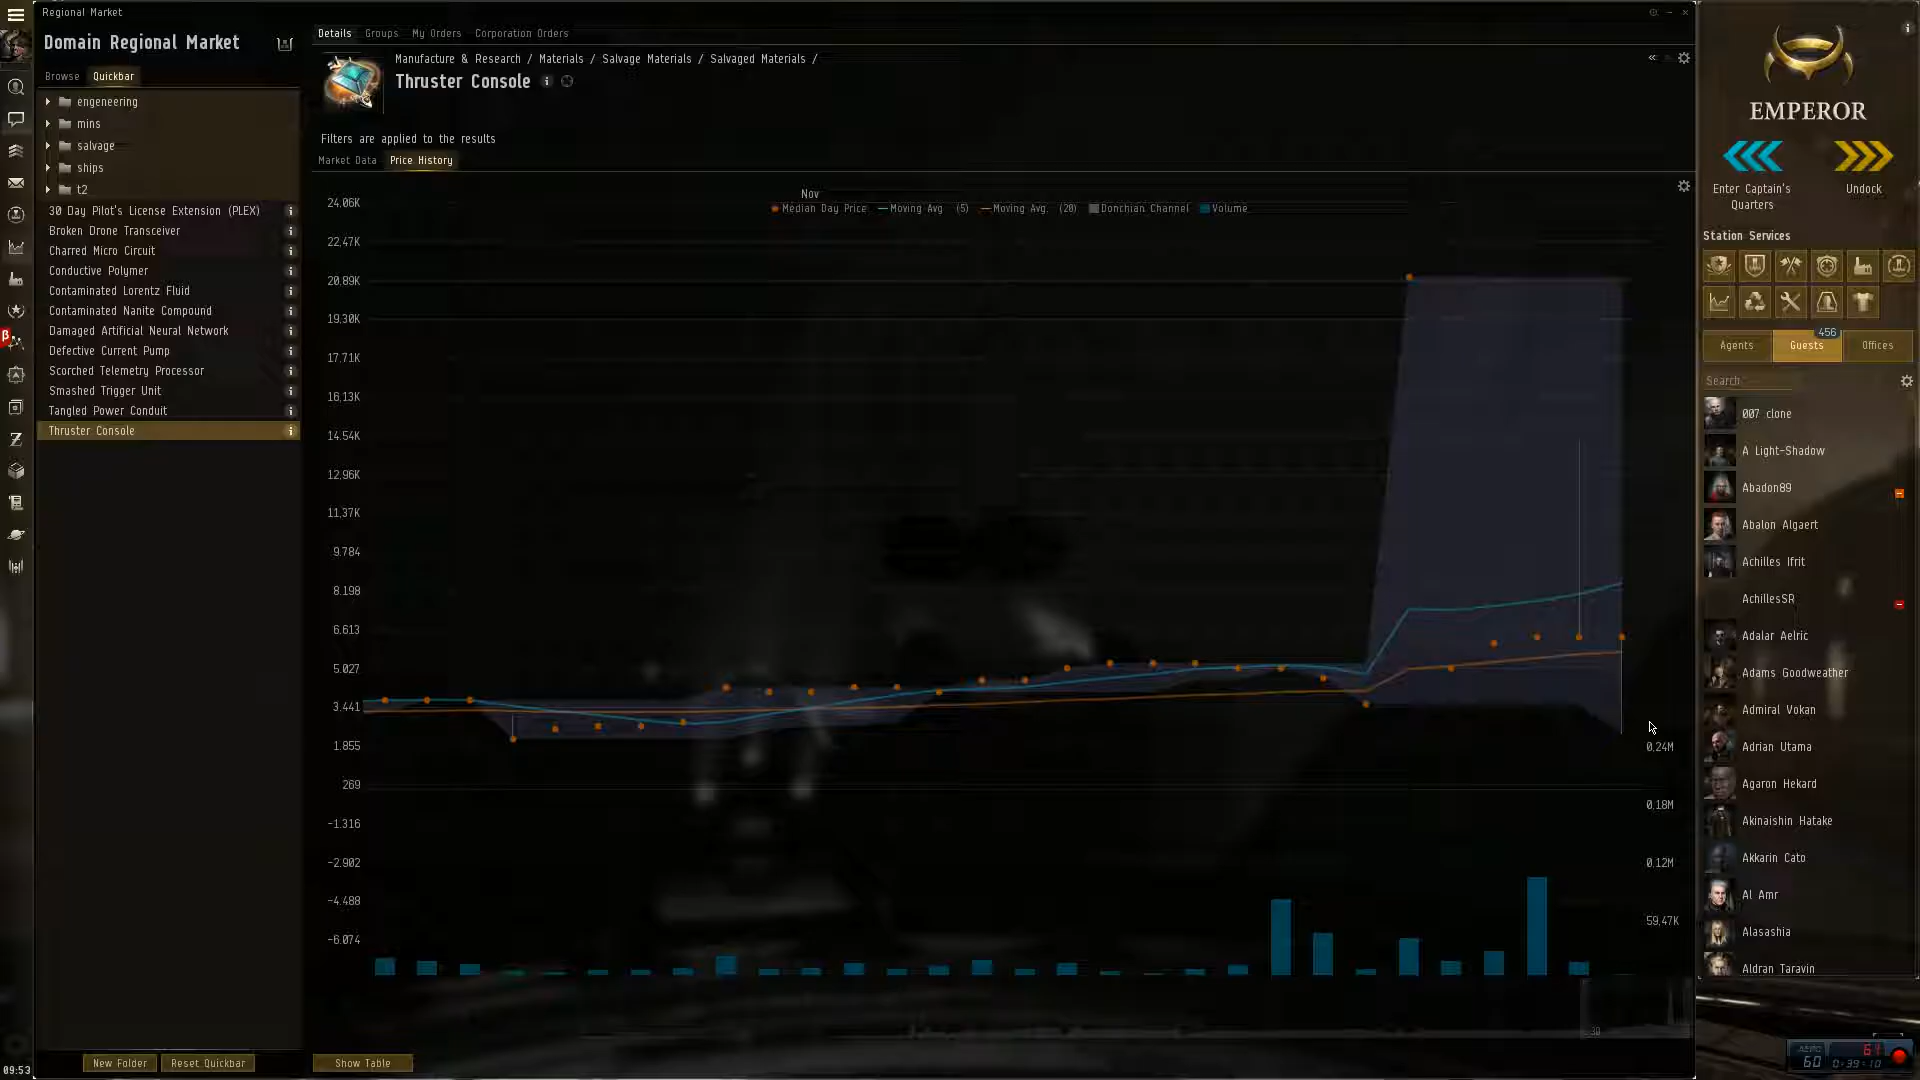 Regional Market
Domain Regional Market
Browse Quickbar
engeneering
mins
salvage
ships
t2
30 Day Pilot's License Extension (PLEX)
Broken Drone Transceiver
Charred Micro Circuit
Conductive Polymer
Contaminated Lorentz Fluid
Contaminated Nanite Compound
Damaged Artificial Neural Network
Defective Current Pump
Scorched Telemetry Processor
Smashed Trigger Unit
Tangled Power Conduit
Thruster Console
New Folder Reset Quickbar
09:53
Details Groups My Orders Corporation Orders
Manufacture & Research / Materials / Salvage Materials / Salvaged Materials /
Thruster Console
Filters are applied to the results
Market Data Price History
Nov
Median Day Price Moving Avg (5) Moving Avg. (20) Donchian Channel Volume
24.06K
22.47K
20.89K
19.30K
17.71K
16.13K
14.54K
12.96K
11.37K
9.784
8.198
6.613
5.027
3.441
1.855
269
-1.316
-2.902
-4.488
-6.074
0.24M
0.18M
0.12M
59.47K
30
Show Table
EMPEROR
Enter Captain's Quarters
Undock
Station Services
456
Agents Guests Offices
Search
007 clone
A Light-Shadow
Abadon89
Abalon Algaert
Achilles Ifrit
AchillesSR
Adalar Aelric
Adams Goodweather
Admiral Vokan
Adrian Utama
Agaron Hekard
Akinaishin Hatake
Akkarin Cato
Al Amr
Alasashia
Aldran Taravin
AERO
60
61
0:39:10